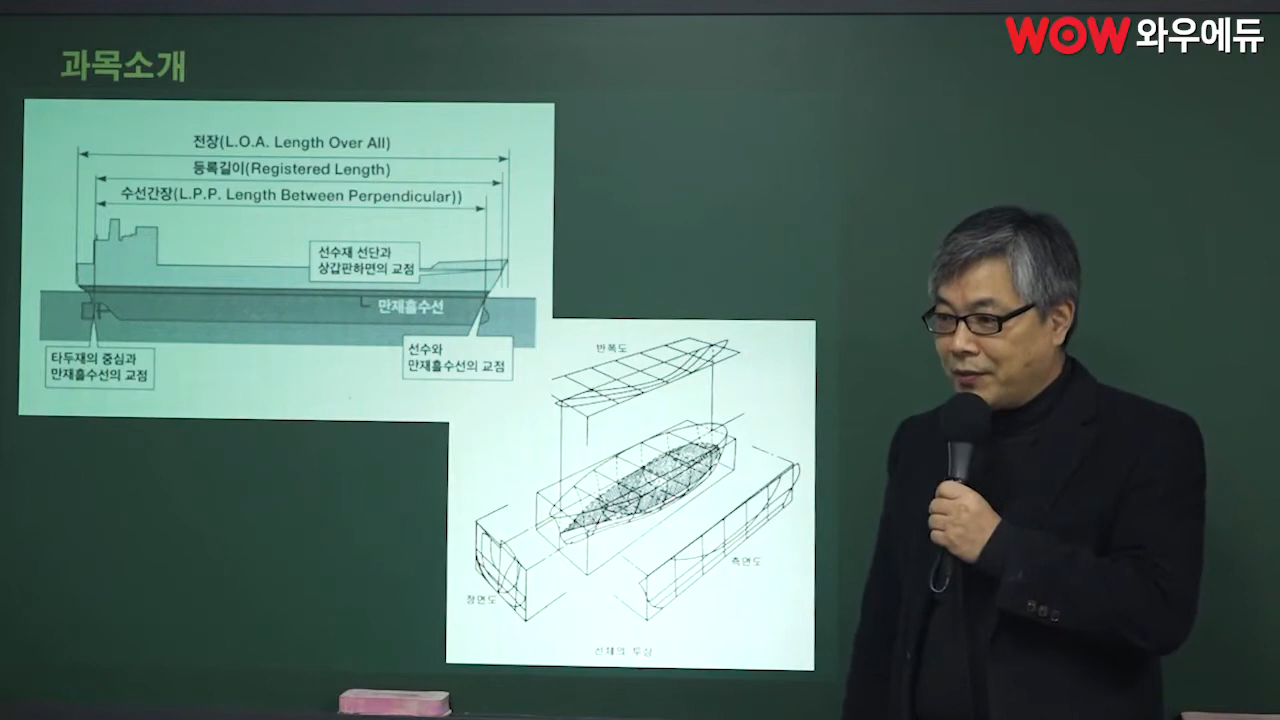 WOW 와우에듀
과목소개
전장(L.O.A. Length Over All)
등록길이(Registered Length)
수선간장(L.P.P. Length Between Perpendicular))
선수재 선단과
상갑판하면의 교점
만재흘수선
타두재의 중심과
만재흘수선의 교점
선수와
만재흘수선의 교점
반폭도
측면도
정면도
선체의 투상